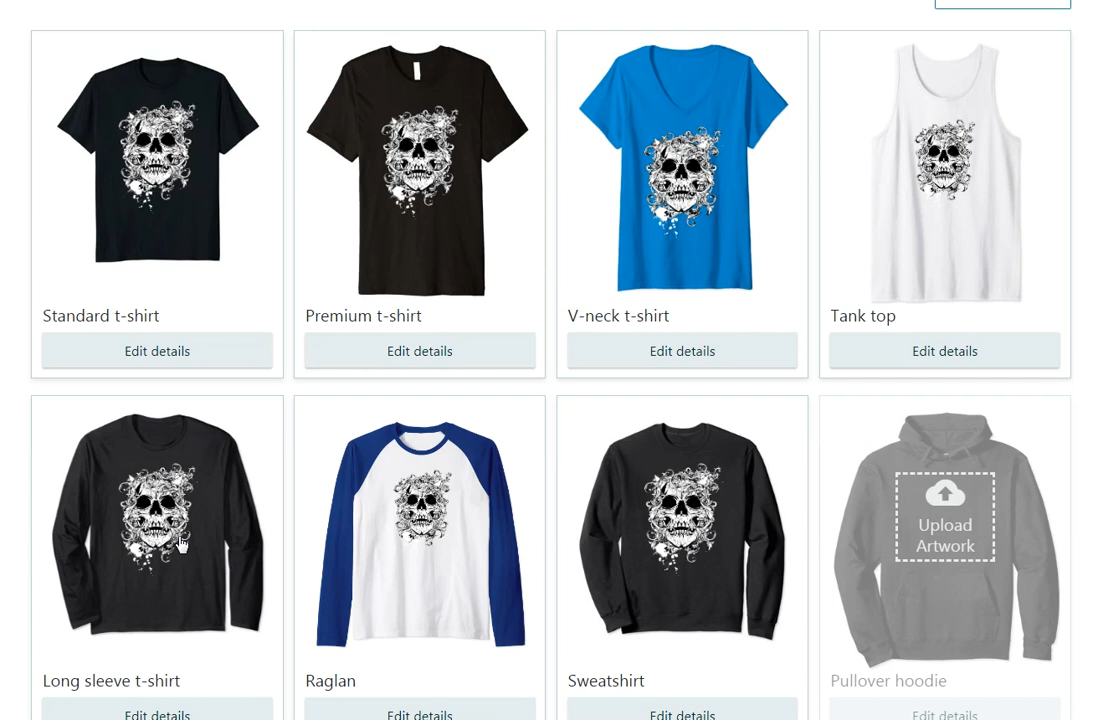 Standard t-shirt
Premium t-shirt
V-neck t-shirt
Tank top
Edit details
Edit details
Edit details
Edit details
Upload
Artwork
Long sleeve t-shirt
Raglan
Sweatshirt
Pullover hoodie
Edit details
Edit details
Edit details
Edit details